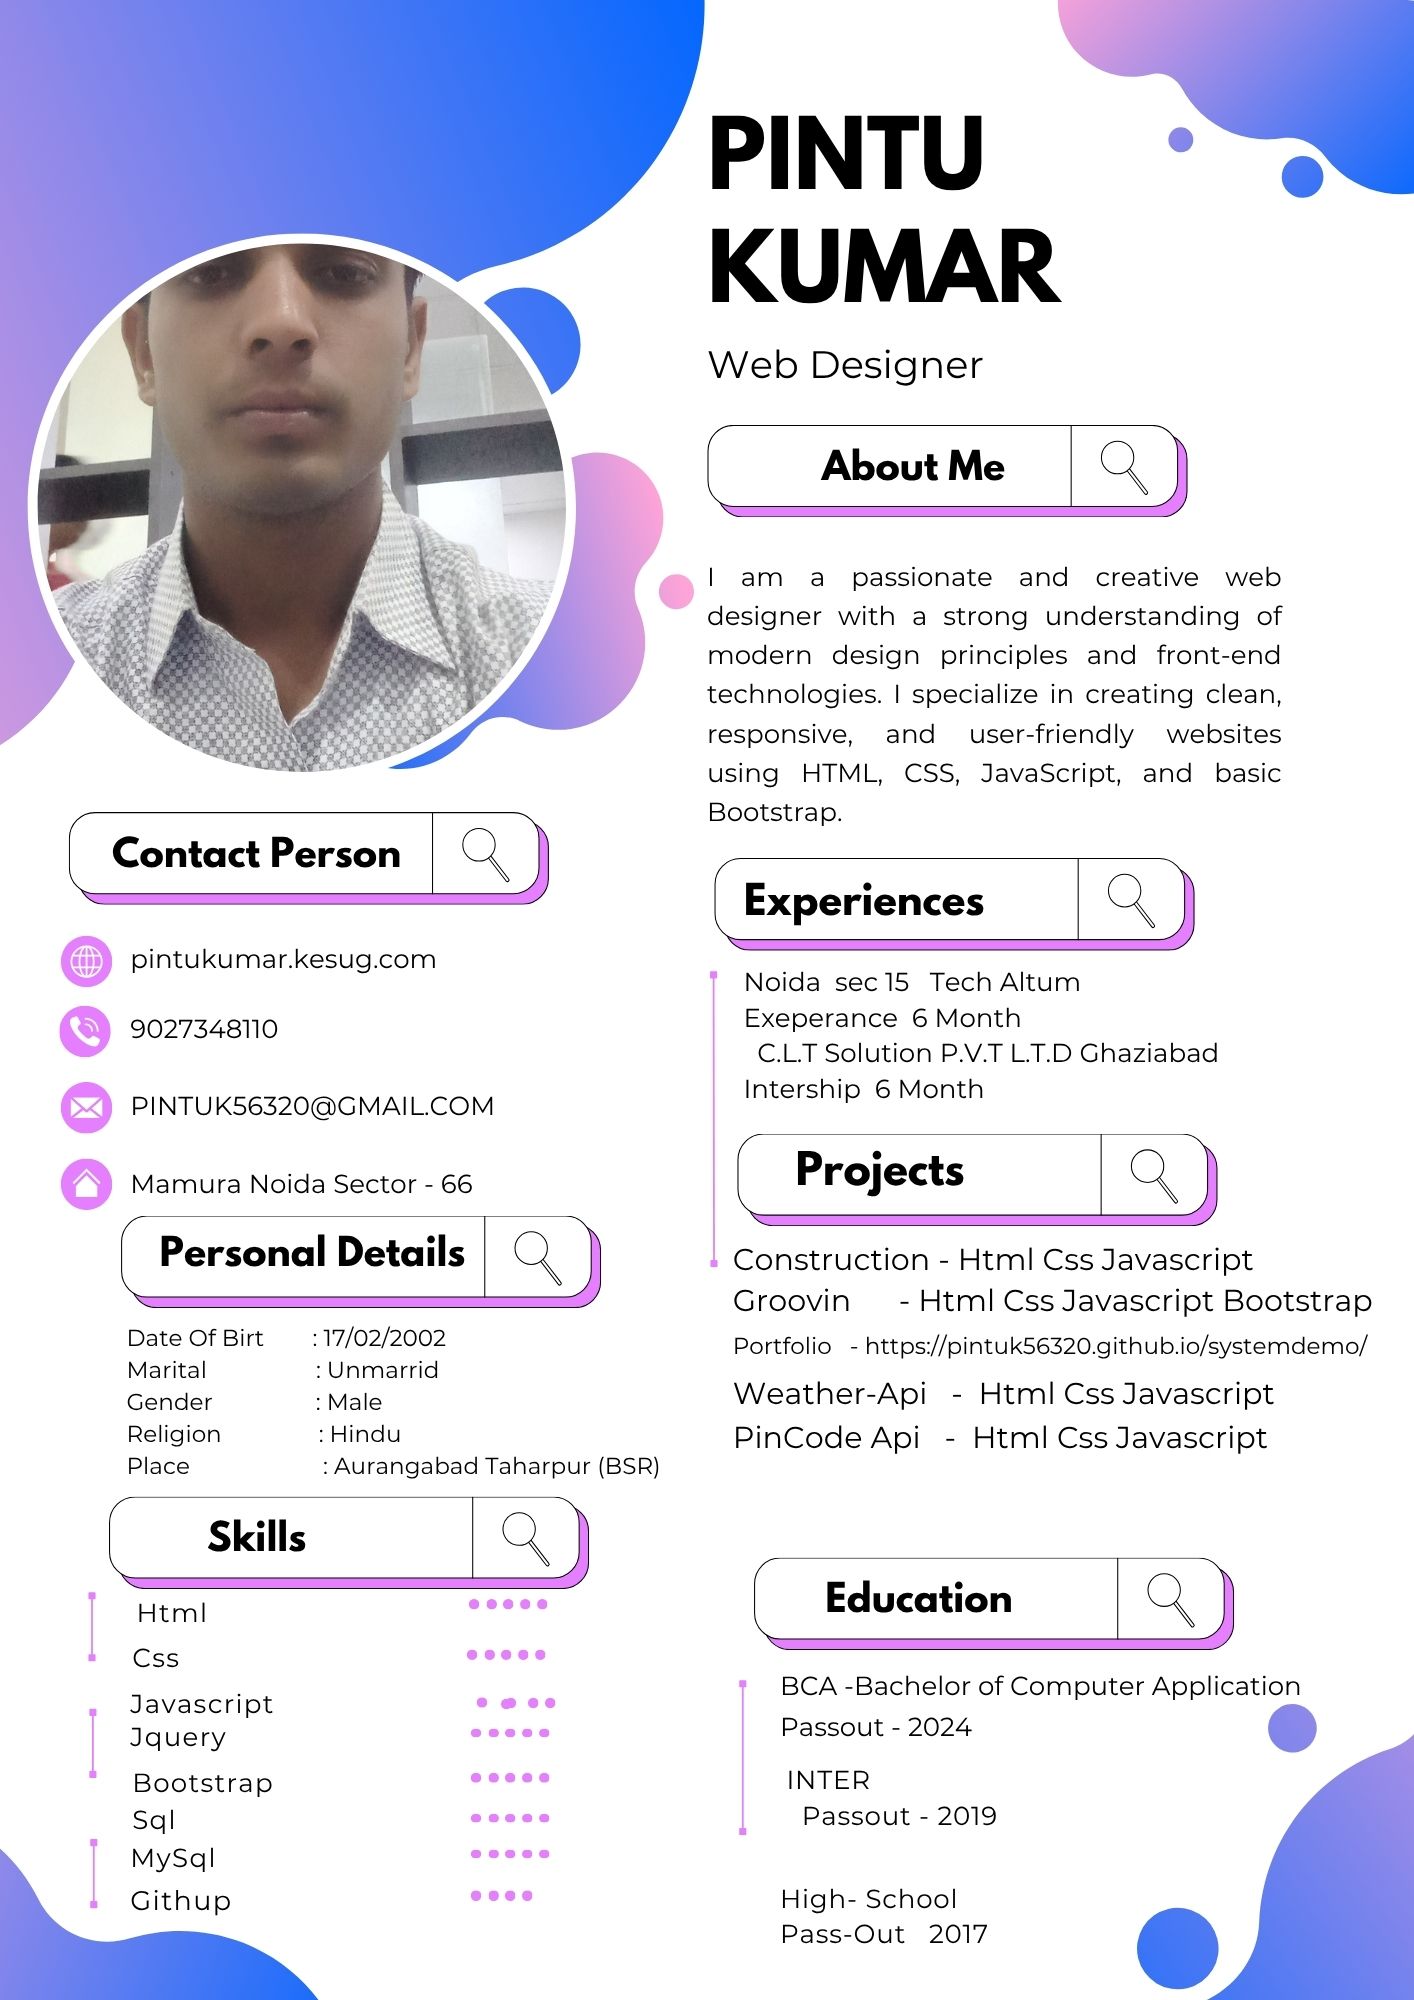 PINTU
KUMAR
Web Designer
About Me
I am a passionate and creative web
designer with a strong understanding of
modern design principles and front-end
technologies. I specialize in creating clean,
responsive, and user-friendly websites
using HTML, CSS, JavaScript, and basic
Bootstrap.
Contact Person
pintukumar.kesug.com
9027348110
PINTUK56320@GMAIL.COM
Mamura Noida Sector - 66
Personal Details
Date Of Birt : 17/02/2002
Marital : Unmarrid
Gender : Male
Religion : Hindu
Place : Aurangabad Taharpur (BSR)
Skills
Html
Css
Javascript
Jquery
Bootstrap
Sql
MySql
Githup
Experiences
Noida sec 15 Tech Altum
Exeperance 6 Month
C.L.T Solution P.V.T L.T.D Ghaziabad
Intership 6 Month
Projects
Construction - Html Css Javascript
Groovin - Html Css Javascript Bootstrap
Portfolio - https://pintuk56320.github.io/systemdemo/
Weather-Api - Html Css Javascript
PinCode Api - Html Css Javascript
Education
BCA -Bachelor of Computer Application
Passout - 2024
INTER
Passout - 2019
High- School
Pass-Out 2017